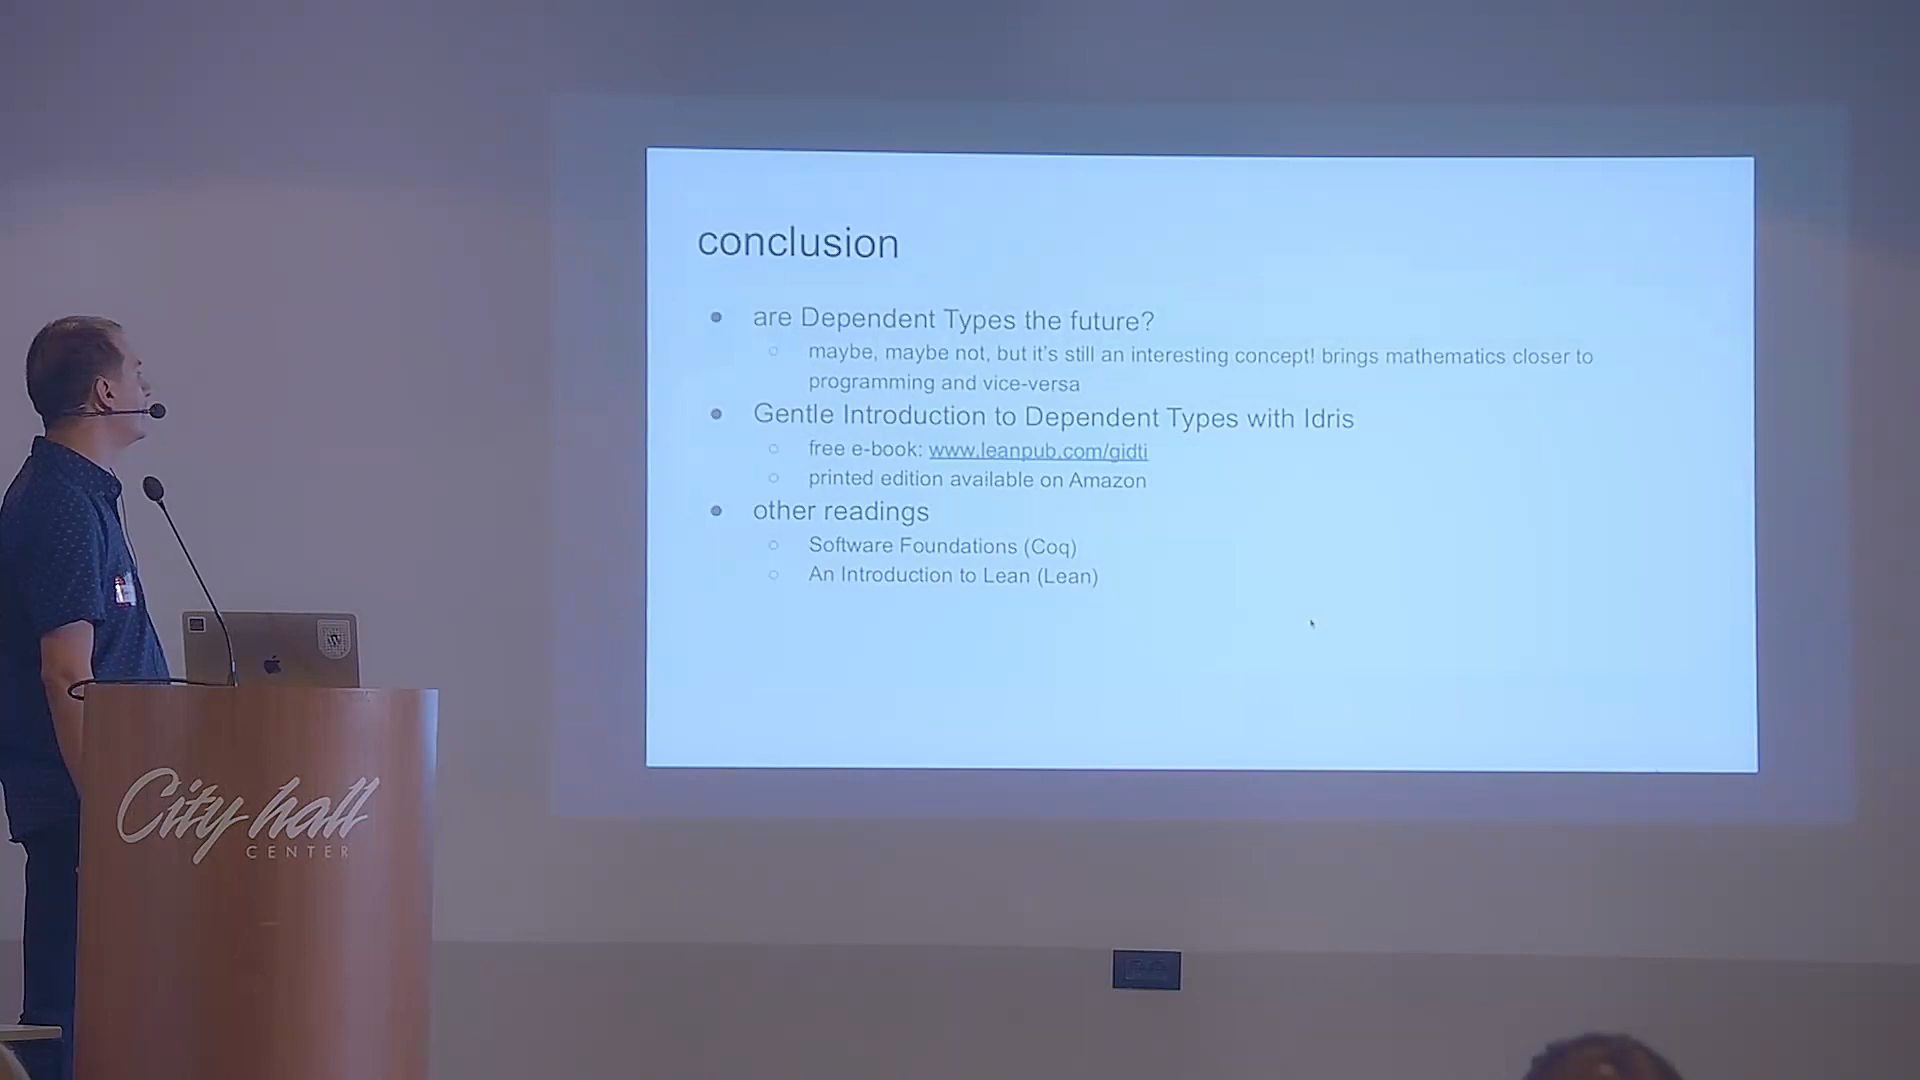 conclusion
are Dependent Types the future?
maybe, maybe not, but it's still an interesting concept! brings mathematics closer to
programming and vice-versa
Gentle Introduction to Dependent Types with Idris
free e-book: www.leanpub.com/gidti
printed edition available on Amazon
other readings
Software Foundations (Coq)
An Introduction to Lean (Lean)
City hall
CENTER